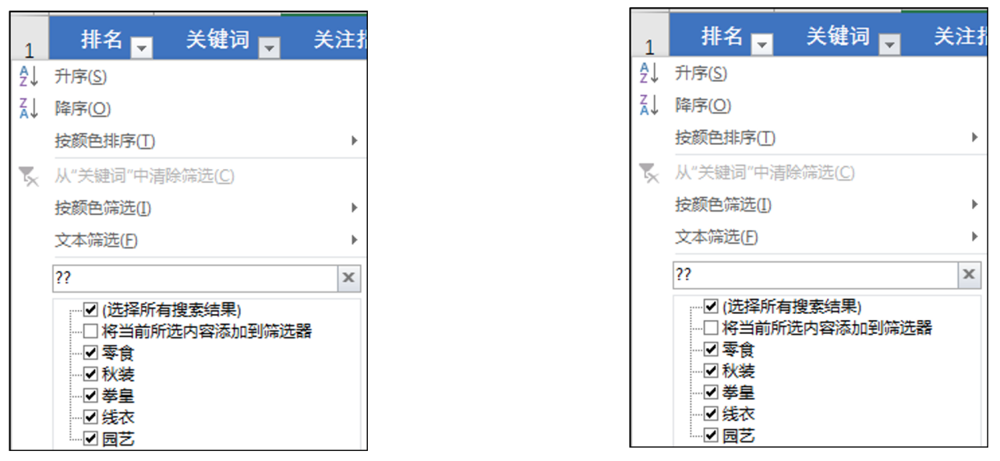 1 排名 关键词 关注指
升序(S)
降序(O)
按颜色排序(T)
从“关键词”中清除筛选(C)
按颜色筛选(I)
文本筛选(F)
??
(选择所有搜索结果)
将当前所选内容添加到筛选器
零食
秋装
拳皇
线衣
园艺
1 排名 关键词 关注指
升序(S)
降序(O)
按颜色排序(T)
从“关键词”中清除筛选(C)
按颜色筛选(I)
文本筛选(F)
??
(选择所有搜索结果)
将当前所选内容添加到筛选器
零食
秋装
拳皇
线衣
园艺